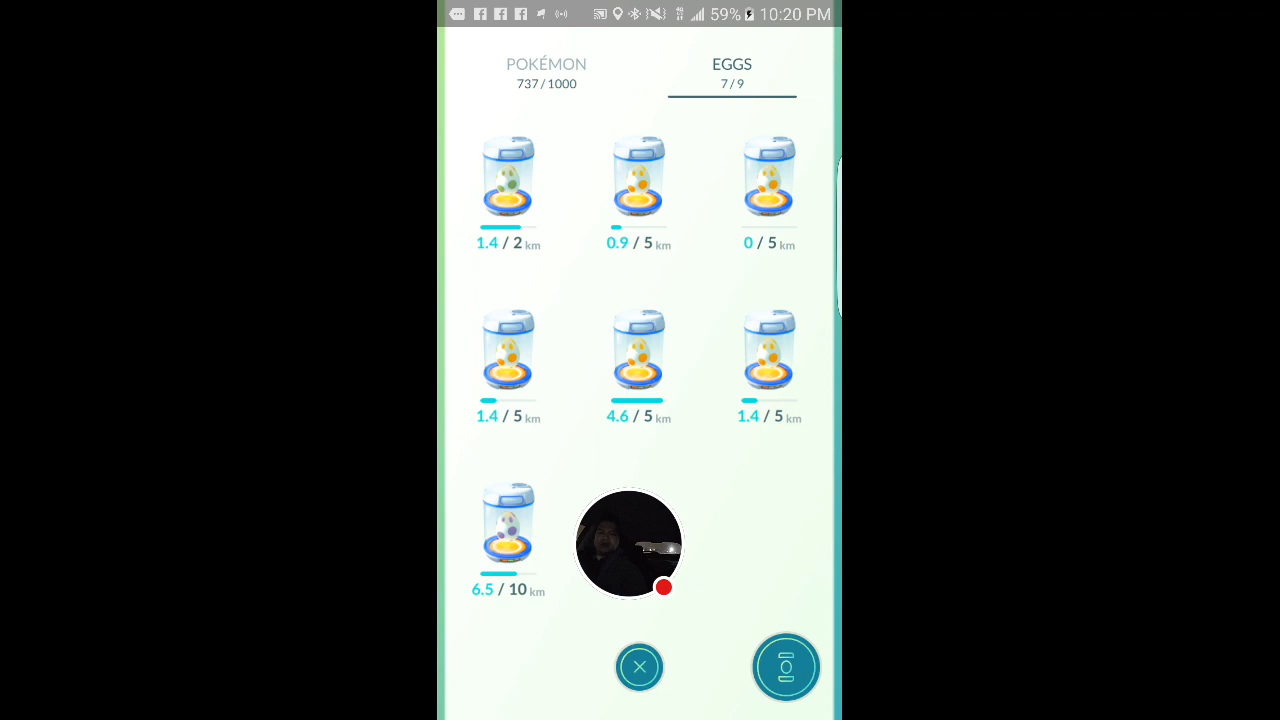 59% 10:20 PM
POKÉMON EGGS
737/1000 7/9
1.4 / 2 km 0.9 / 5 km 0 / 5 km
1.4 / 5 km 4.6 / 5 km 1.4 / 5 km
6.5 / 10 km